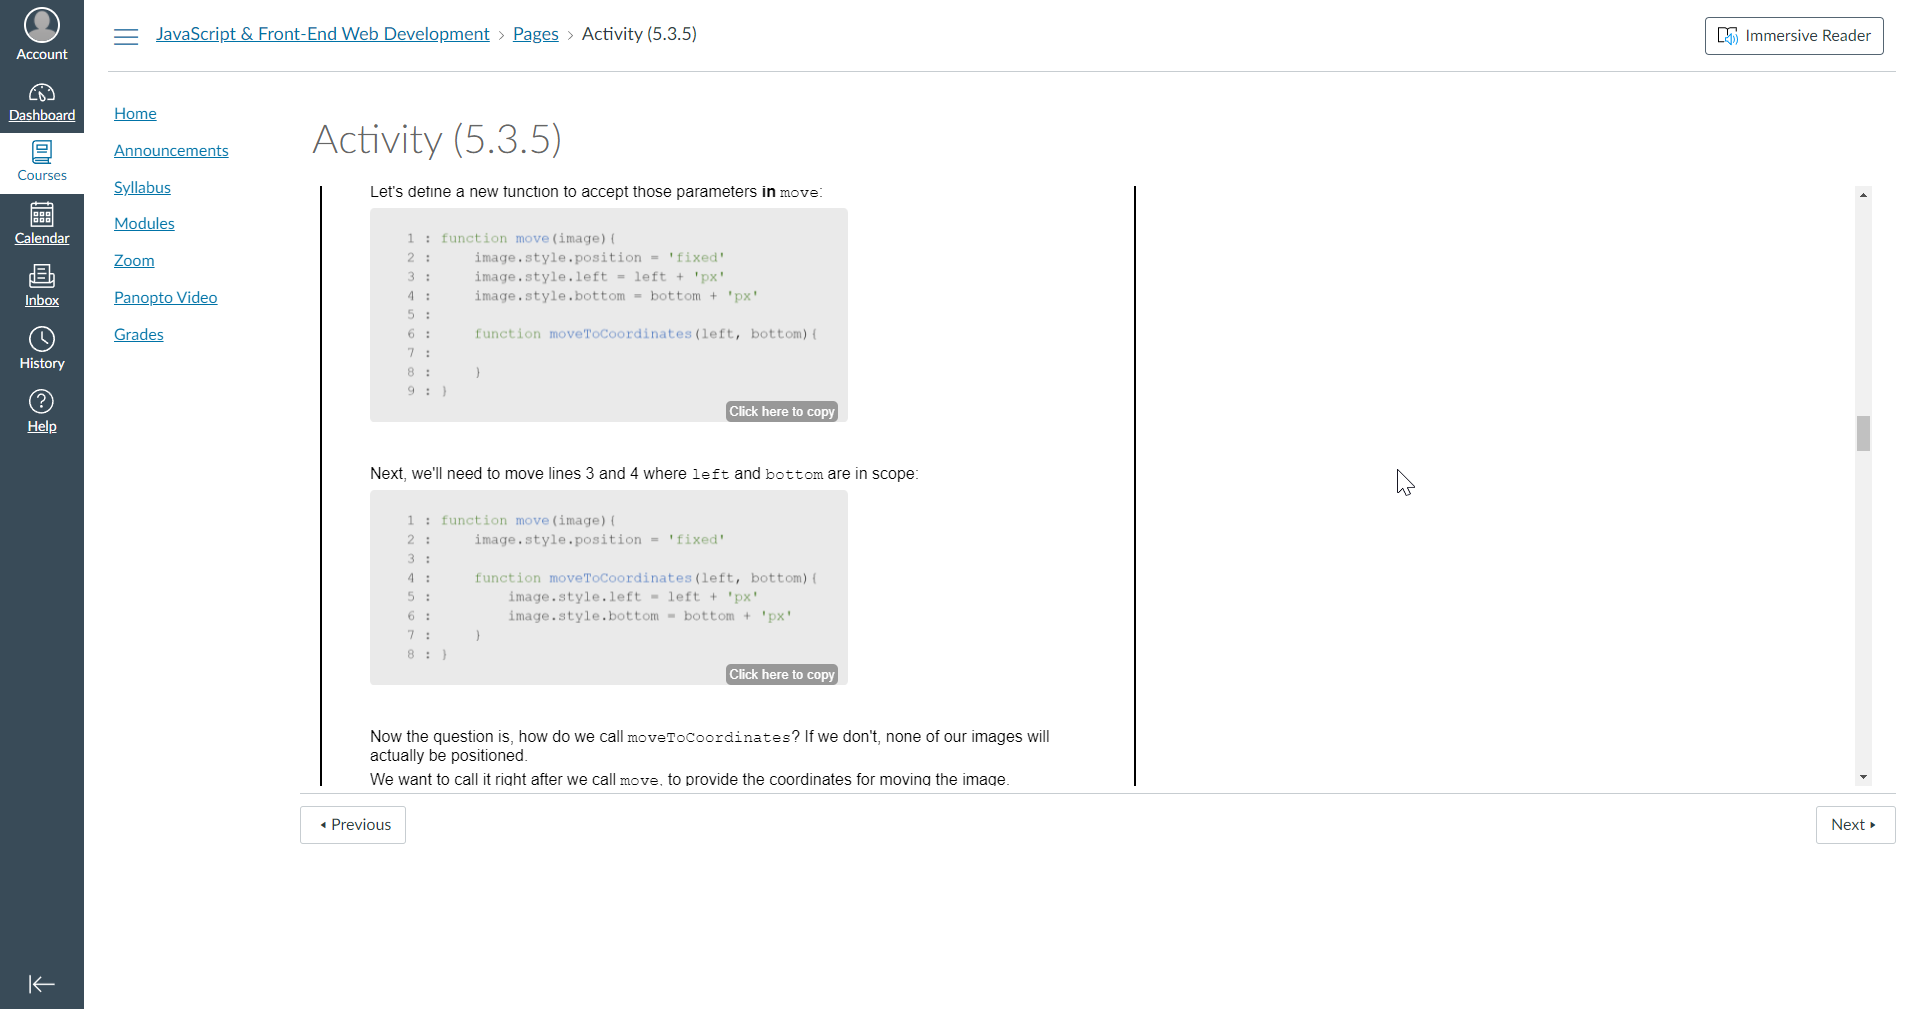 Account
Dashboard
Courses
Calendar
Inbox
History
Help
JavaScript & Front-End Web Development › Pages › Activity (5.3.5)
Immersive Reader
Home
Announcements
Syllabus
Modules
Zoom
Panopto Video
Grades
Activity (5.3.5)
Let's define a new function to accept those parameters in move:
1 : function move(image){
2 :     image.style.position = 'fixed'
3 :     image.style.left = left + 'px'
4 :     image.style.bottom = bottom + 'px'
5 :
6 :     function moveToCoordinates(left, bottom){
7 :
8 :     }
9 : }
Click here to copy
Next, we'll need to move lines 3 and 4 where left and bottom are in scope:
1 : function move(image){
2 :     image.style.position = 'fixed'
3 :
4 :     function moveToCoordinates(left, bottom){
5 :         image.style.left = left + 'px'
6 :         image.style.bottom = bottom + 'px'
7 :     }
8 : }
Click here to copy
Now the question is, how do we call moveToCoordinates? If we don't, none of our images will
actually be positioned.
We want to call it right after we call move, to provide the coordinates for moving the image.
Previous
Next